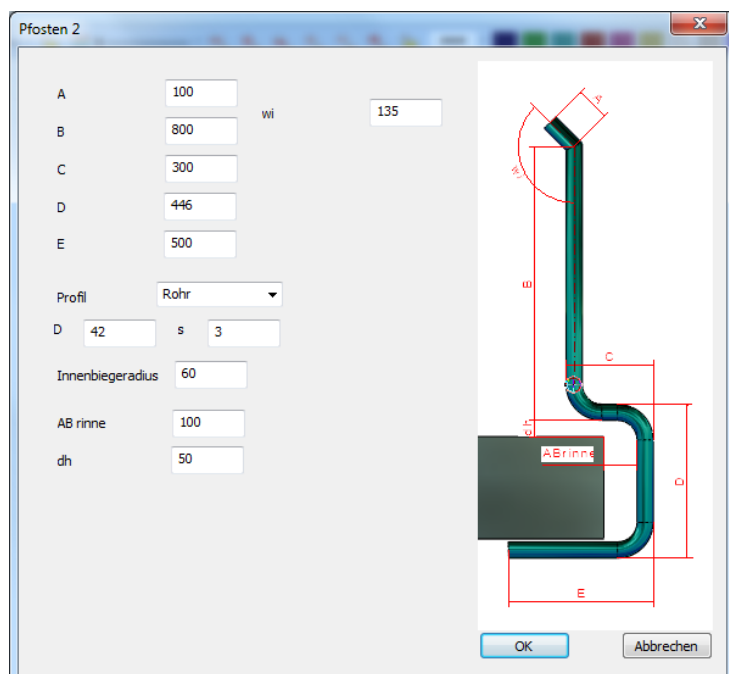 Pfosten 2
A 100
wi 135
B 800
C 300
D 446
E 500
Profil Rohr
D 42 s 3
Innenbiegeradius 60
AB rinne 100
dh 50
A
wi
B
C
dh
ABrinne
D
E
OK Abbrechen